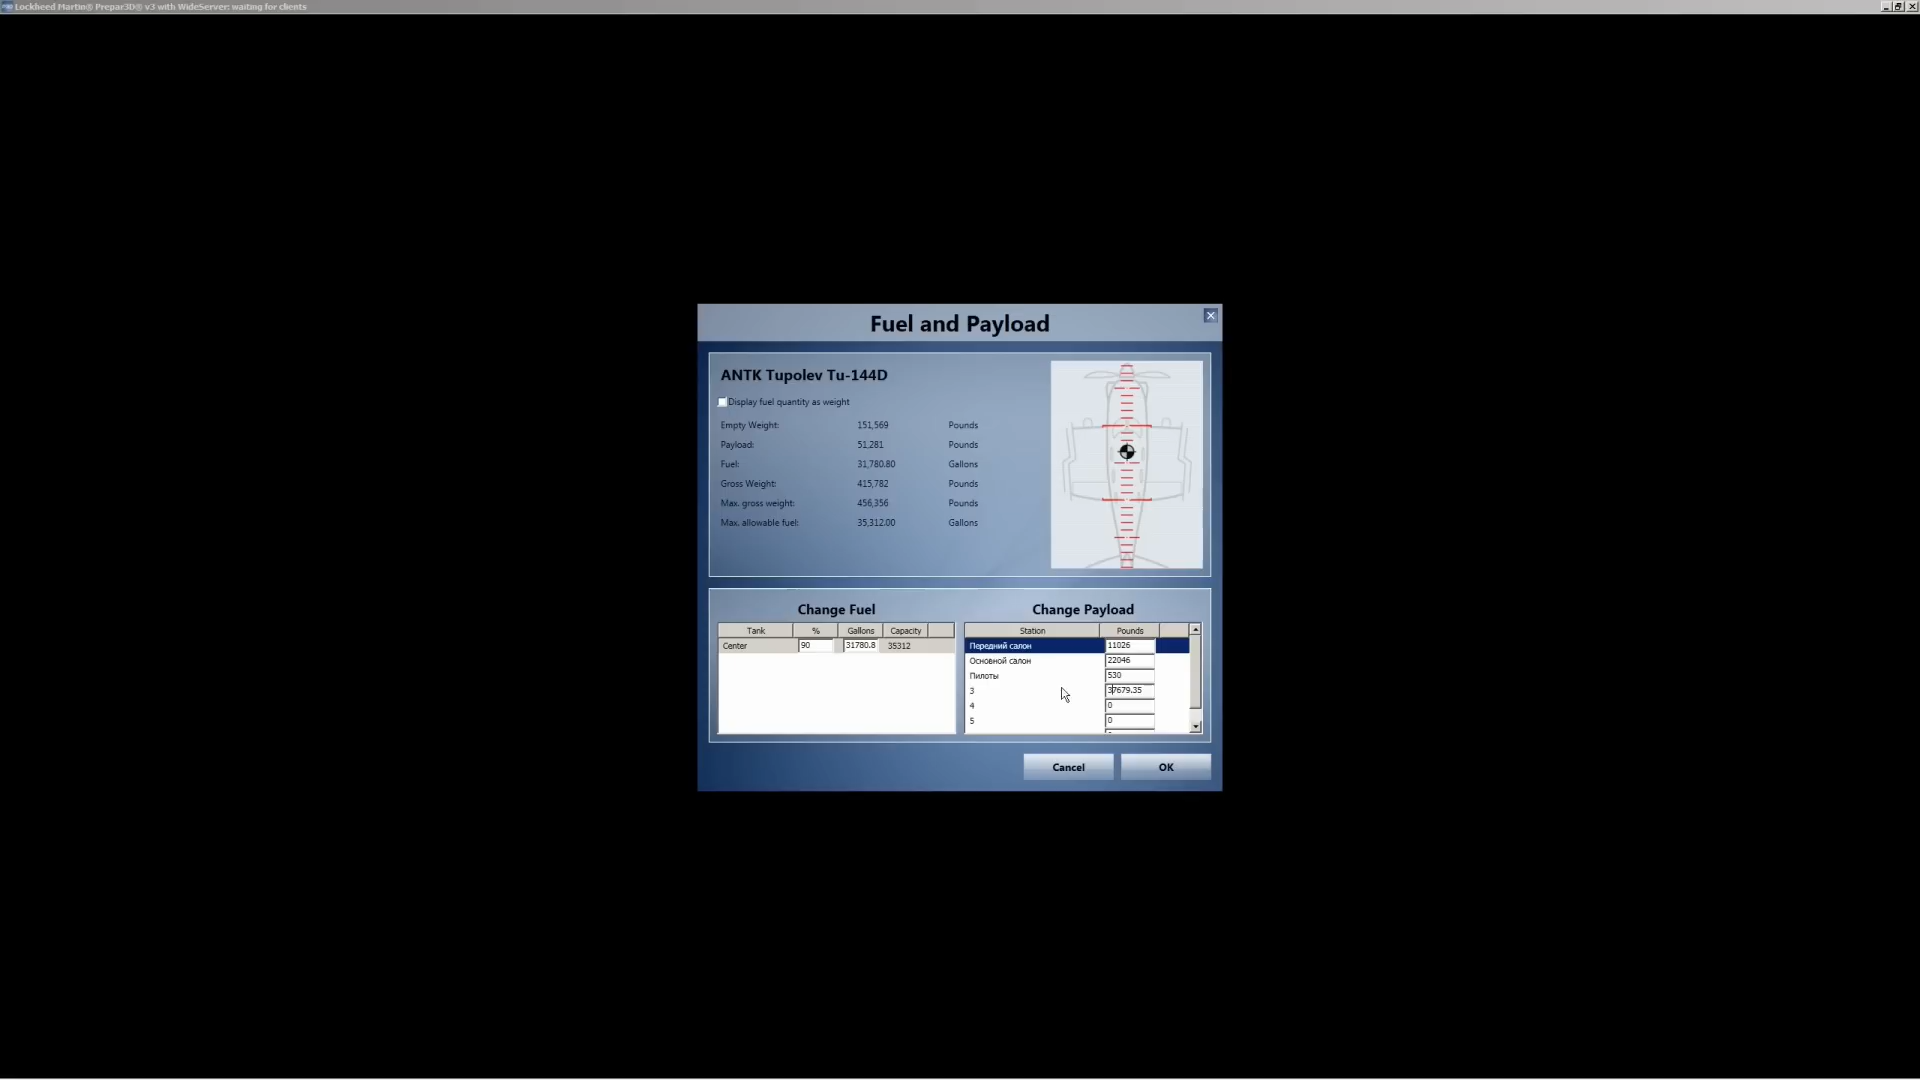 Lockheed Martin® Prepar3D® v3 with WideServer: waiting for clients
Fuel and Payload
ANTK Tupolev Tu-144D
Display fuel quantity as weight
Empty Weight: 151,569 Pounds
Payload: 51,281 Pounds
Fuel: 31,780.80 Gallons
Gross Weight: 415,782 Pounds
Max. gross weight: 456,356 Pounds
Max. allowable fuel: 35,312.00 Gallons
Change Fuel
Tank % Gallons Capacity
Center 90 31780.8 35312
Change Payload
Station Pounds
Передний салон 11026
Основной салон 22046
Пилоты 530
3 37679.35
4 0
5 0
Cancel OK